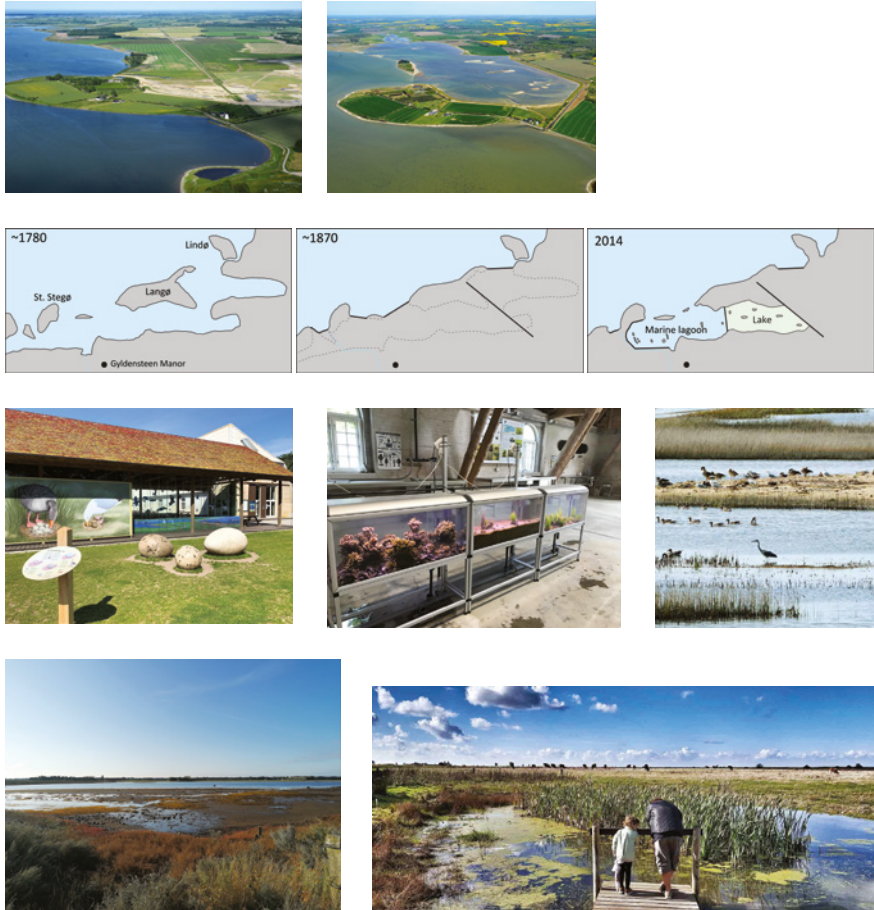 ~1780
Lindø
St. Stegø
Langø
Gyldensteen Manor
~1870
2014
Marine lagoon
Lake